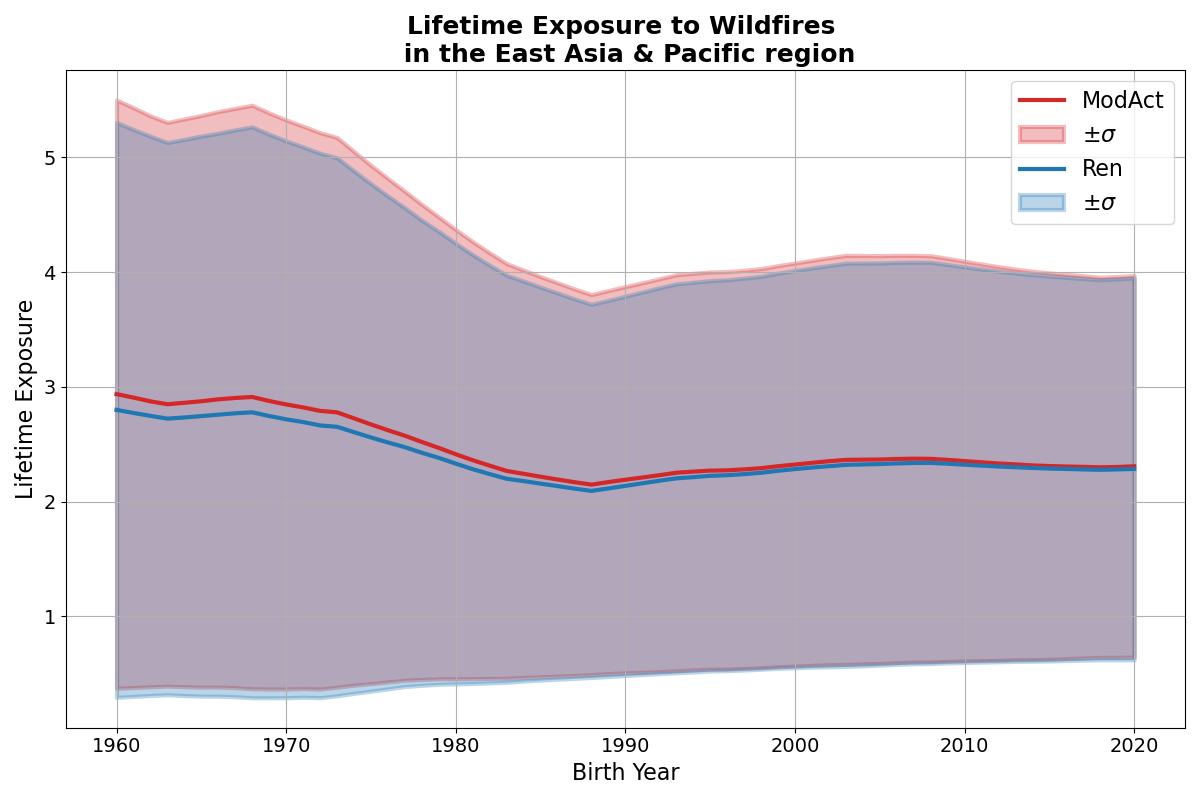 Lifetime Exposure to Wildfires
in the East Asia & Pacific region
ModAct
±σ
Ren
±σ
Lifetime Exposure
5
4
3
2
1
1960 1970 1980 1990 2000 2010 2020
Birth Year